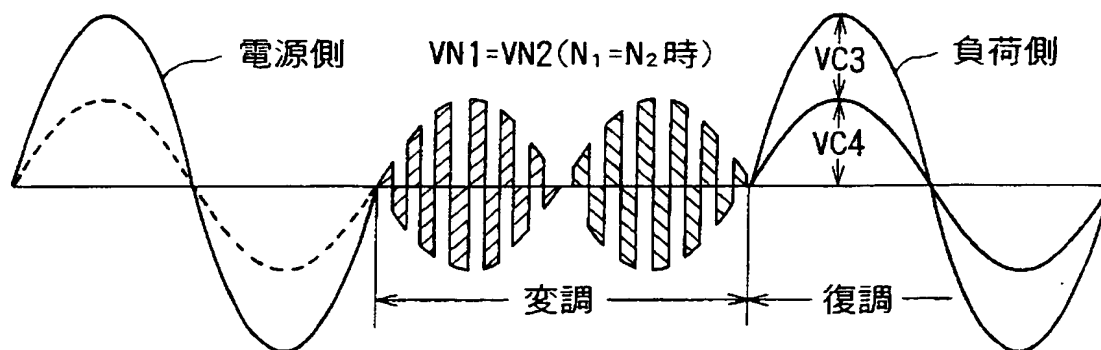 電源側
VN1=VN2(N₁=N₂時)
VC3
VC4
負荷側
変調
復調